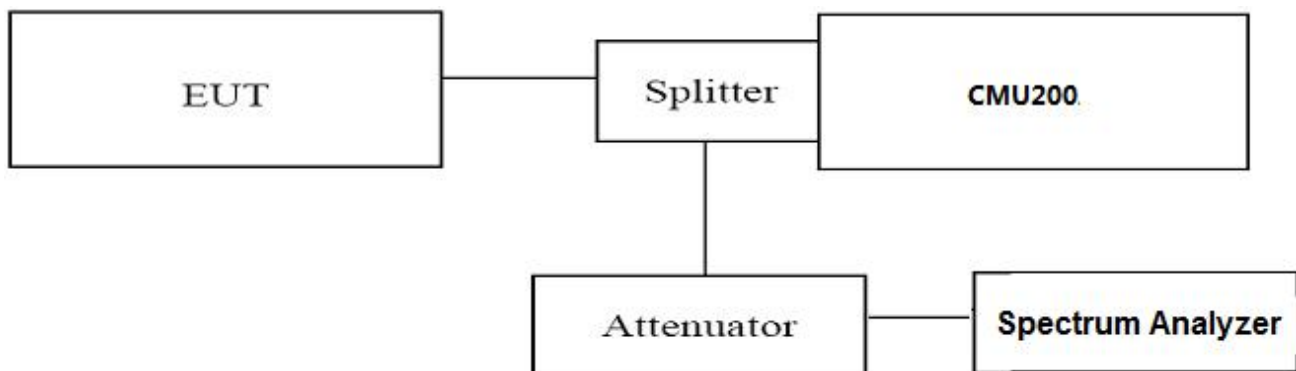 EUT
Splitter
CMU200.
Attenuator
Spectrum Analyzer